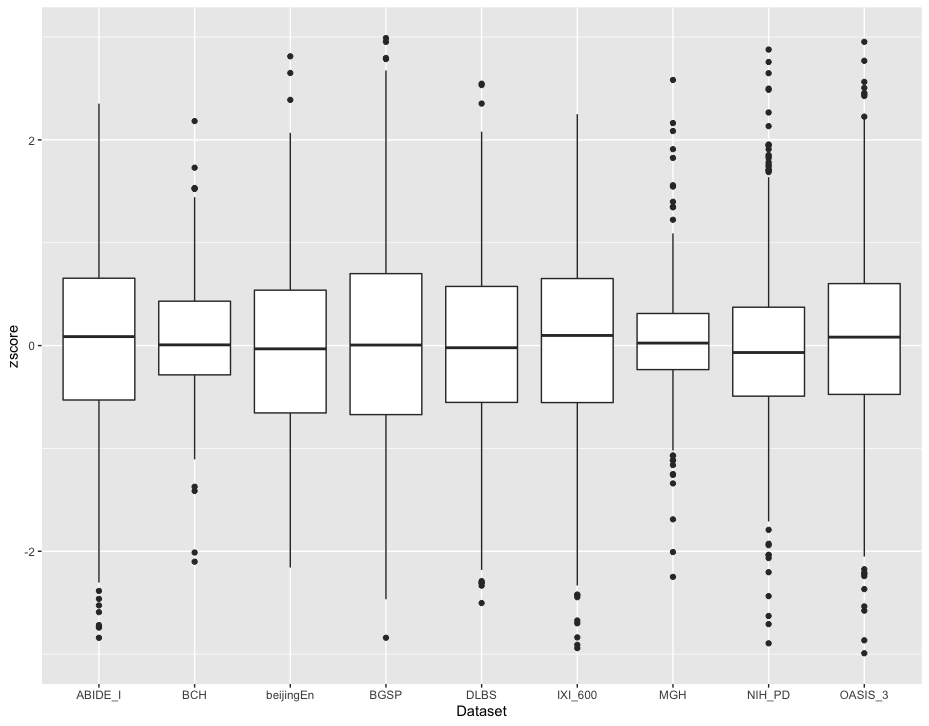 zscore
2
0
-2
ABIDE_I BCH beijingEn BGSP DLBS IXI_600 MGH NIH_PD OASIS_3
Dataset